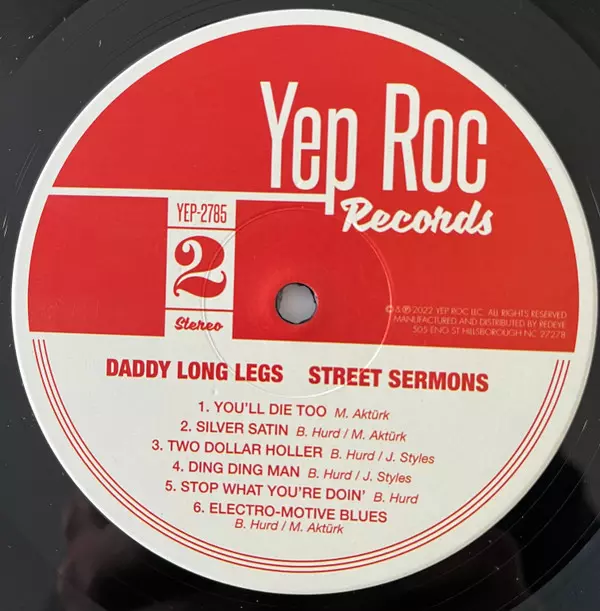 Yep Roc
Records
YEP-2785
2
Stereo
© & ℗ 2022 YEP ROC LLC. ALL RIGHTS RESERVED
MANUFACTURED AND DISTRIBUTED BY REDEYE
505 ENO ST HILLSBOROUGH NC 27278
DADDY LONG LEGS STREET SERMONS
1. YOU'LL DIE TOO M. Aktürk
2. SILVER SATIN B. Hurd / M. Aktürk
3. TWO DOLLAR HOLLER B. Hurd / J. Styles
4. DING DING MAN B. Hurd / J. Styles
5. STOP WHAT YOU'RE DOIN' B. Hurd
6. ELECTRO-MOTIVE BLUES
B. Hurd / M. Aktürk